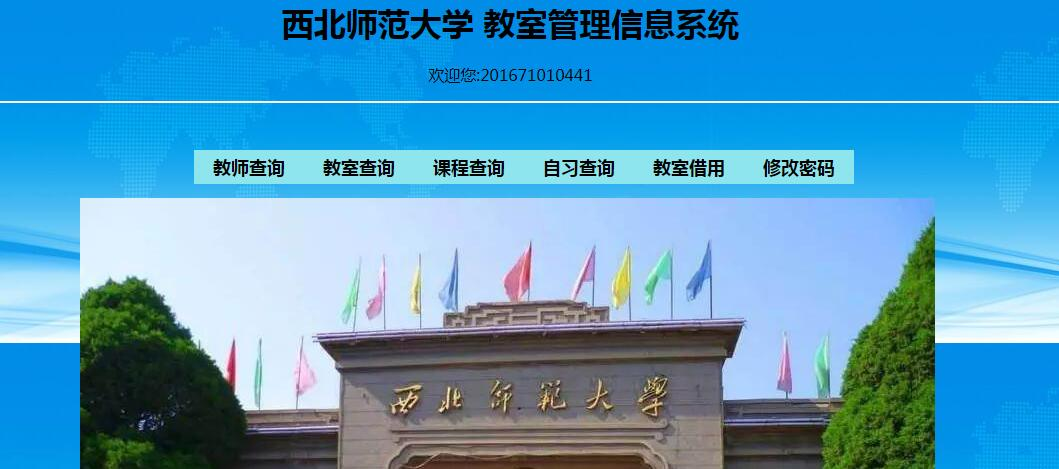 西北师范大学 教室管理信息系统
欢迎您:201671010441
教师查询 教室查询 课程查询 自习查询 教室借用 修改密码
西北师範大學